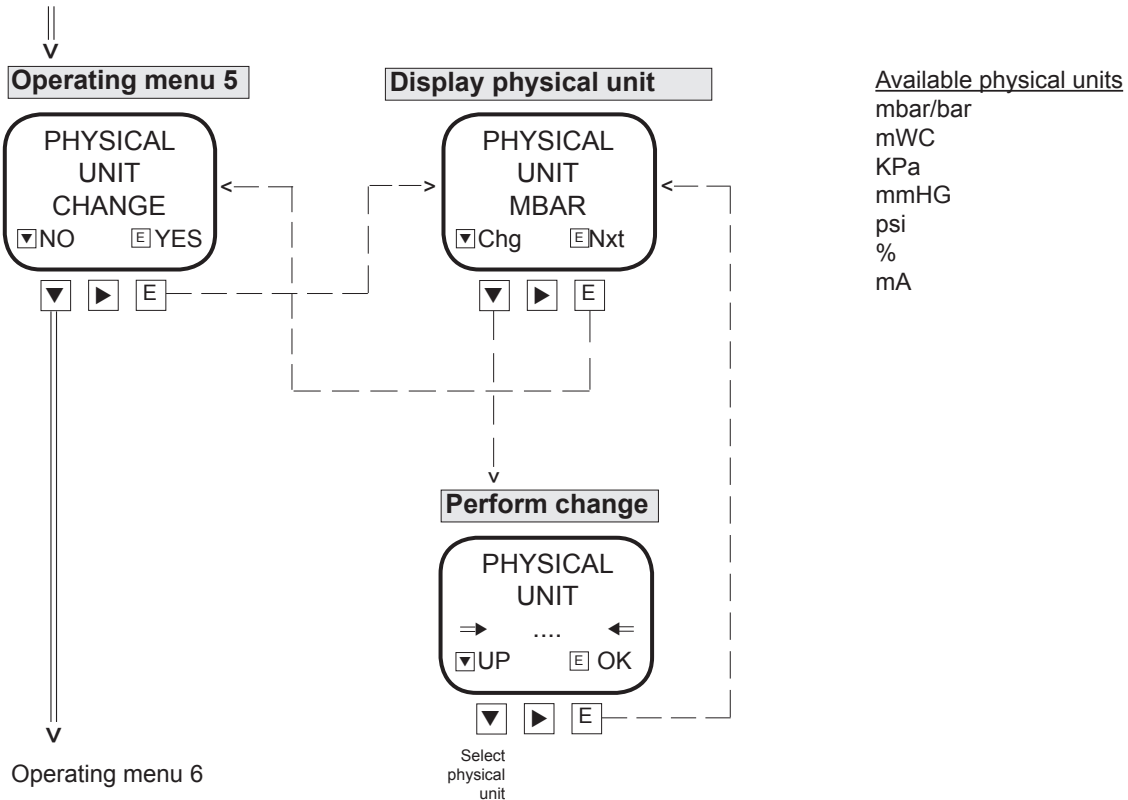 Operating menu 5
PHYSICAL
UNIT
CHANGE
▼NO E YES
▼ ▶ E
Display physical unit
PHYSICAL
UNIT
MBAR
▼Chg E Nxt
▼ ▶ E
Available physical units
mbar/bar
mWC
KPa
mmHG
psi
%
mA
Perform change
PHYSICAL
UNIT
⇒ .... ⇐
▼UP E OK
▼ ▶ E
Select
physical
unit
Operating menu 6